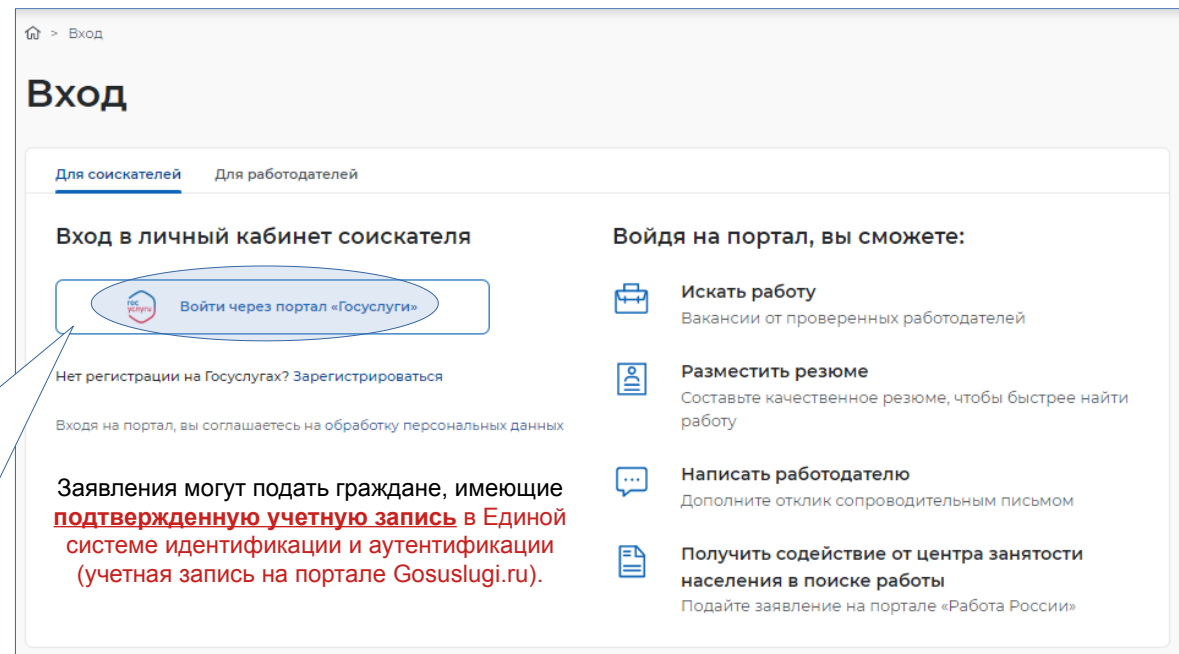 > Вход
Вход
Для соискателей Для работодателей
Вход в личный кабинет соискателя
гос
услуги
Войти через портал «Госуслуги»
Нет регистрации на Госуслугах? Зарегистрироваться
Входя на портал, вы соглашаетесь на обработку персональных данных
Заявления могут подать граждане, имеющие
подтвержденную учетную запись в Единой
системе идентификации и аутентификации
(учетная запись на портале Gosuslugi.ru).
Войдя на портал, вы сможете:
Искать работу
Вакансии от проверенных работодателей
Разместить резюме
Составьте качественное резюме, чтобы быстрее найти
работу
Написать работодателю
Дополните отклик сопроводительным письмом
Получить содействие от центра занятости
населения в поиске работы
Подайте заявление на портале «Работа России»